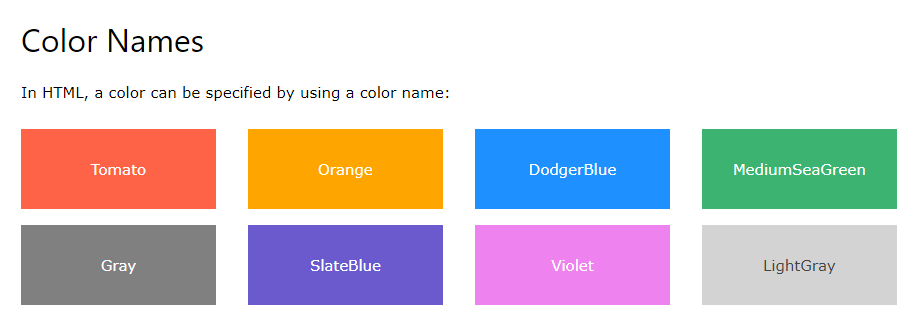 Color Names
In HTML, a color can be specified by using a color name:
Tomato
Orange
DodgerBlue
MediumSeaGreen
Gray
SlateBlue
Violet
LightGray